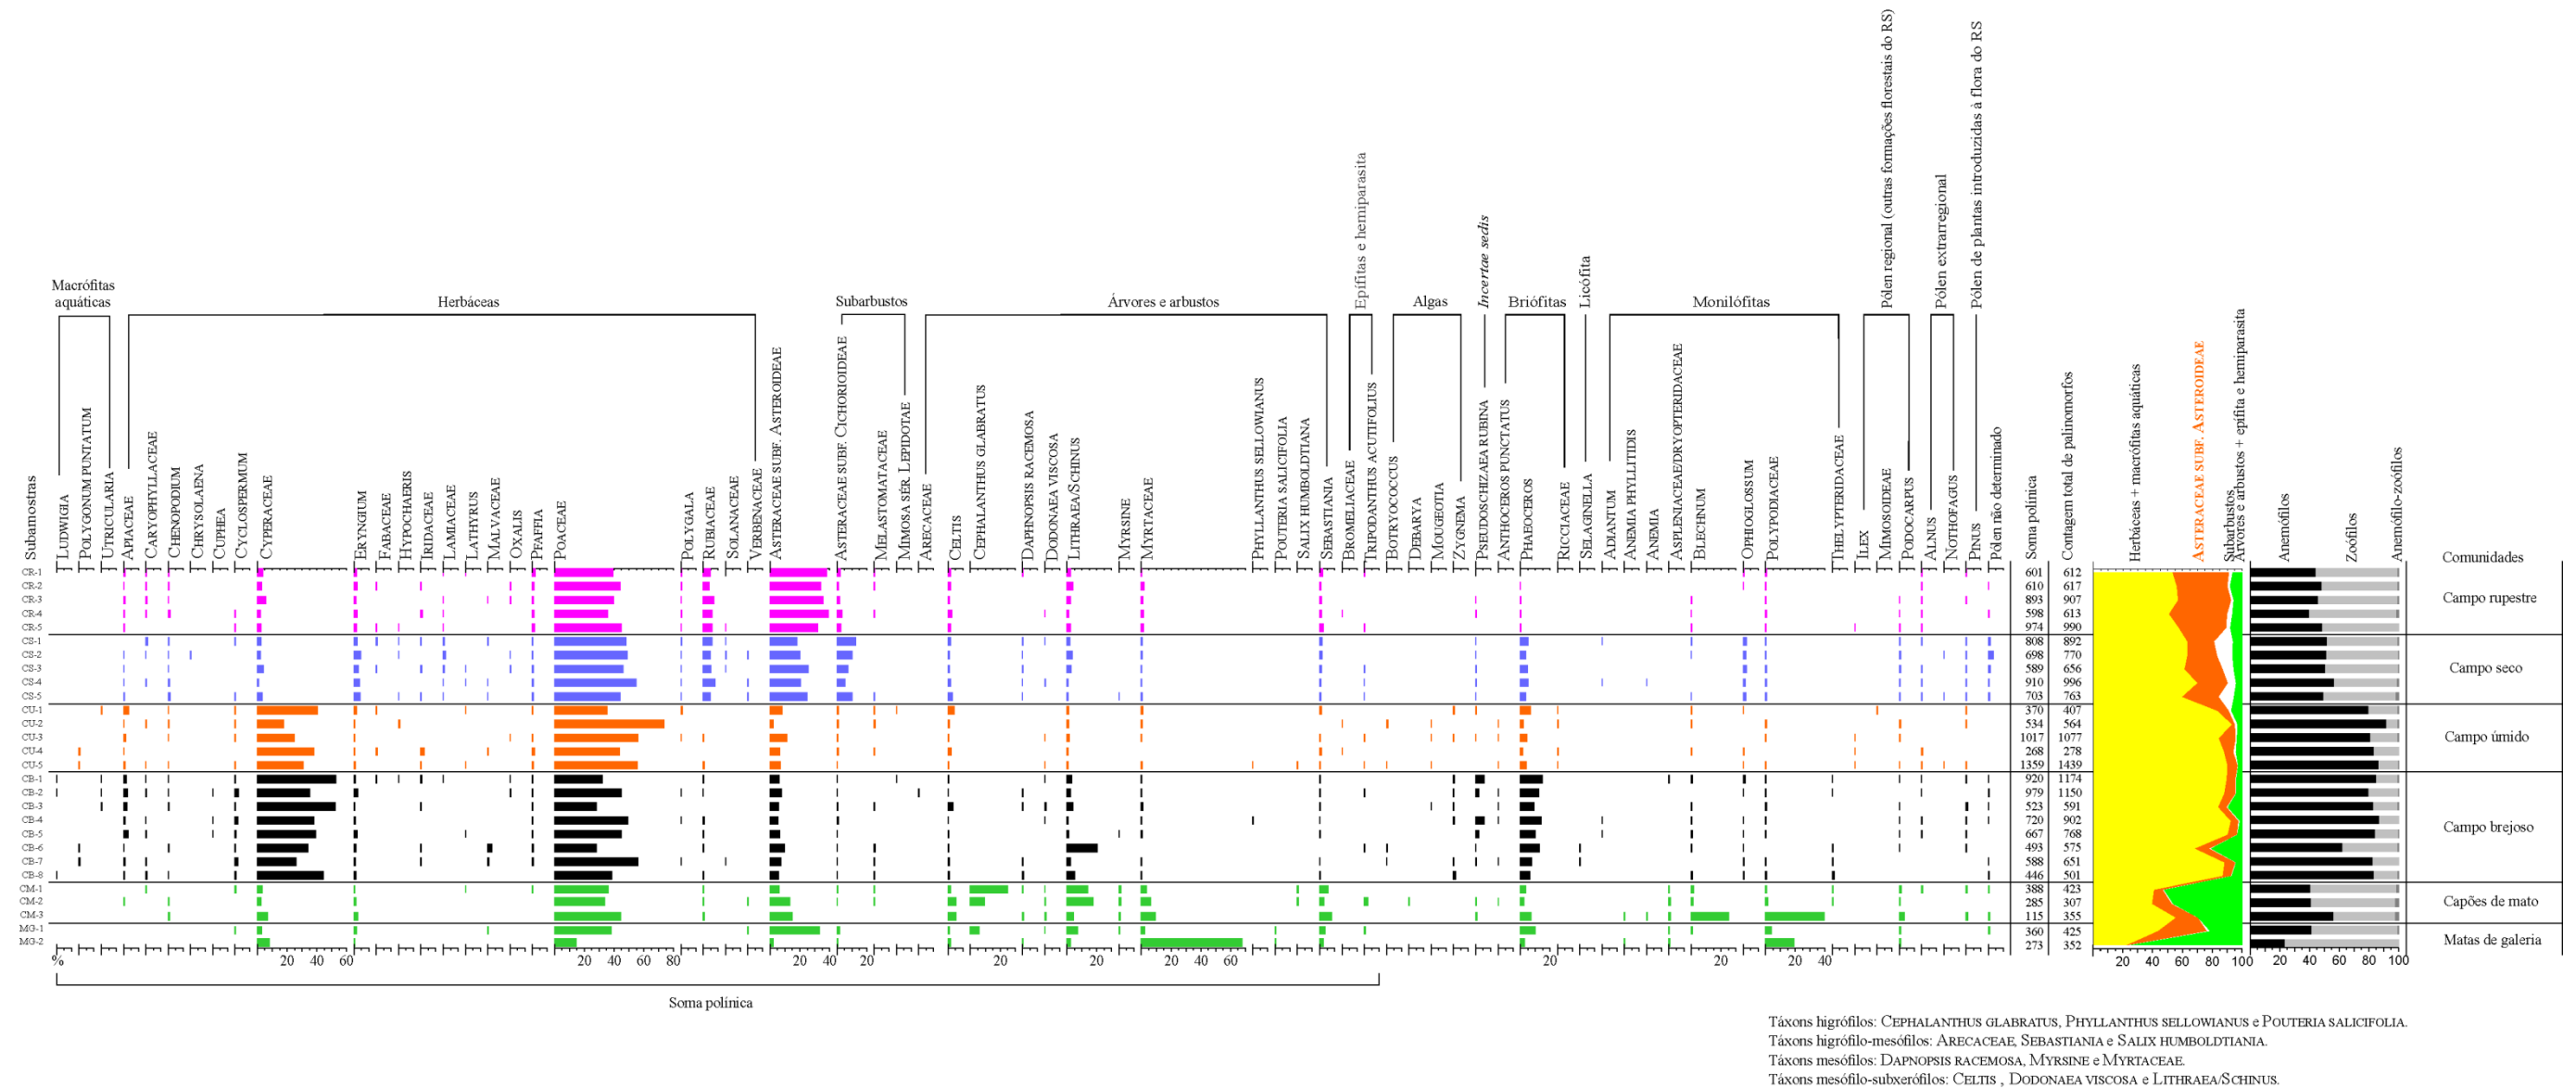 Macrófitas
aquáticas
Herbáceas
Subarbustos
Árvores e arbustos
Epífitas e hemiparasita
Algas
Incertae sedis
Briófitas
Licófita
Monilófitas
Pólen regional (outras formações florestais do RS)
Pólen extrarregional
Pólen de plantas introduzidas à flora do RS
Subamostras
LUDWIGIA
POLYGONUM PUNTATUM
UTRICULARIA
APIACEAE
CARYOPHYLLACEAE
CHENOPODIUM
CHRYSOLAENA
CUPHEA
CYCLOSPERMUM
CYPERACEAE
ERYNGIUM
FABACEAE
HYPOCHAERIS
IRIDACEAE
LAMIACEAE
LATHYRUS
MALVACEAE
OXALIS
PFAFFIA
POACEAE
POLYGALA
RUBIACEAE
SOLANACEAE
VERBENACEAE
ASTERACEAE SUBF. ASTEROIDEAE
ASTERACEAE SUBF. CICHORIOIDEAE
MELASTOMATACEAE
MIMOSA SÉR. LEPIDOTAE
ARECACEAE
CELTIS
CEPHALANTHUS GLABRATUS
DAPHNOPSIS RACEMOSA
DODONAEA VISCOSA
LITHRAEA/SCHINUS
MYRSINE
MYRTACEAE
PHYLLANTHUS SELLOWIANUS
POUTERIA SALICIFOLIA
SALIX HUMBOLDTIANA
SEBASTIANIA
BROMELIACEAE
TRIPODANTHUS ACUTIFOLIUS
BOTRYOCOCCUS
DEBARYA
MOUGEOTIA
ZYGNEMA
PSEUDOSCHIZAEA RUBINA
ANTHOCEROS PUNCTATUS
PHAEOCEROS
RICCIACEAE
SELAGINELLA
ADIANTUM
ANEMIA PHYLLITIDIS
ANEMIA
ASPLENIACEAE/DRYOPTERIDACEAE
BLECHNUM
OPHIOGLOSSUM
POLYPODIACEAE
THELYPTERIDACEAE
ILEX
MIMOSOIDEAE
PODOCARPUS
ALNUS
NOTHOFAGUS
PINUS
Pólen não determinado
Soma polínica
Contagem total de palinomorfos
Herbáceas + macrófitas aquáticas
ASTERACEAE SUBF. ASTEROIDEAE
Subarbustos
Árvores e arbustos + epífita e hemiparasita
Anemófilos
Zoófilos
Anemófilo-zoófilos
Comunidades
CR-1 601 612
CR-2 610 617
CR-3 893 907 Campo rupestre
CR-4 598 613
CR-5 974 990
CS-1 808 892
CS-2 698 770
CS-3 589 656 Campo seco
CS-4 910 996
CS-5 703 763
CU-1 370 407
CU-2 534 564
CU-3 1017 1077 Campo úmido
CU-4 268 278
CU-5 1359 1439
CB-1 920 1174
CB-2 979 1150
CB-3 523 591
CB-4 720 902 Campo brejoso
CB-5 667 768
CB-6 493 575
CB-7 588 651
CB-8 446 501
CM-1 388 423
CM-2 285 307 Capões de mato
CM-3 115 355
MG-1 360 425
MG-2 273 352 Matas de galeria
% 20 40 60 20 40 60 80 20 40 20 20 20 20 40 60 20 20 20 40 20 40 60 80 100 20 40 60 80 100
Soma polínica
Táxons higrófilos: CEPHALANTHUS GLABRATUS, PHYLLANTHUS SELLOWIANUS e POUTERIA SALICIFOLIA.
Táxons higrófilo-mesófilos: ARECACEAE, SEBASTIANIA e SALIX HUMBOLDTIANIA.
Táxons mesófilos: DAPNOPSIS RACEMOSA, MYRSINE e MYRTACEAE.
Táxons mesófilo-subxerófilos: CELTIS , DODONAEA VISCOSA e LITHRAEA/SCHINUS.